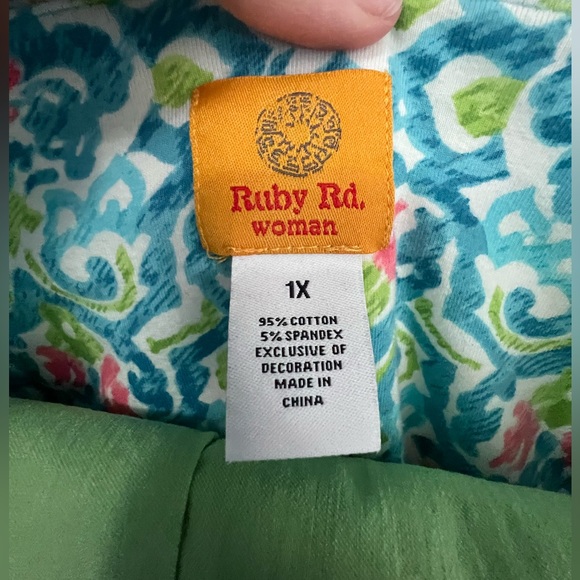 Ruby Rd.
woman
1X
95% COTTON
5% SPANDEX
EXCLUSIVE OF
DECORATION
MADE IN
CHINA